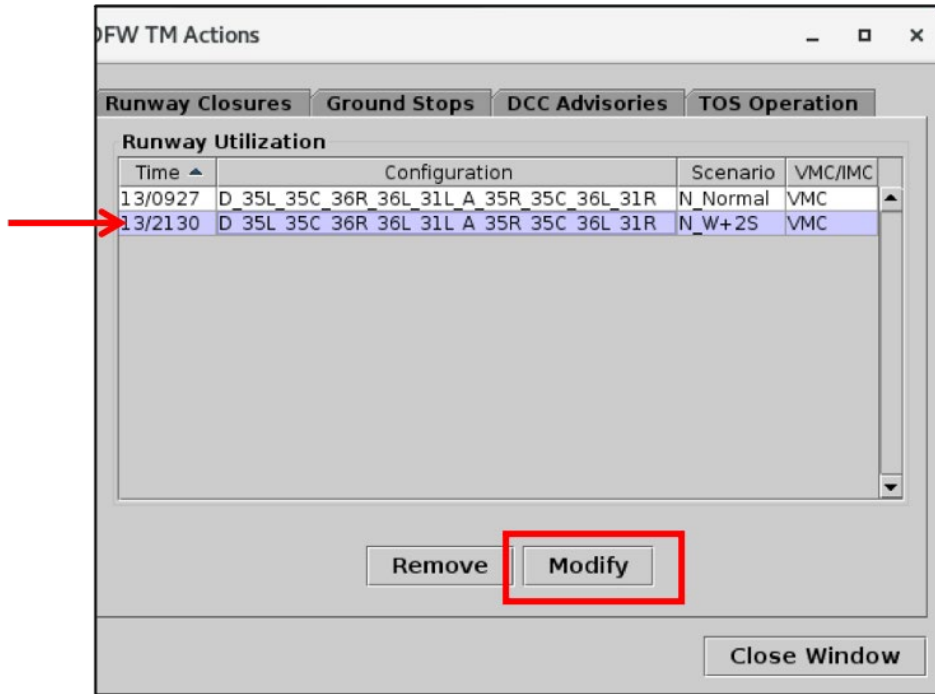 DFW TM Actions
Runway Closures Ground Stops DCC Advisories TOS Operation
Runway Utilization
Time Configuration Scenario VMC/IMC
13/0927 D_35L_35C_36R_36L_31L_A_35R_35C_36L_31R N_Normal VMC
13/2130 D_35L_35C_36R_36L_31L_A_35R_35C_36L_31R N_W+2S VMC
Remove Modify
Close Window